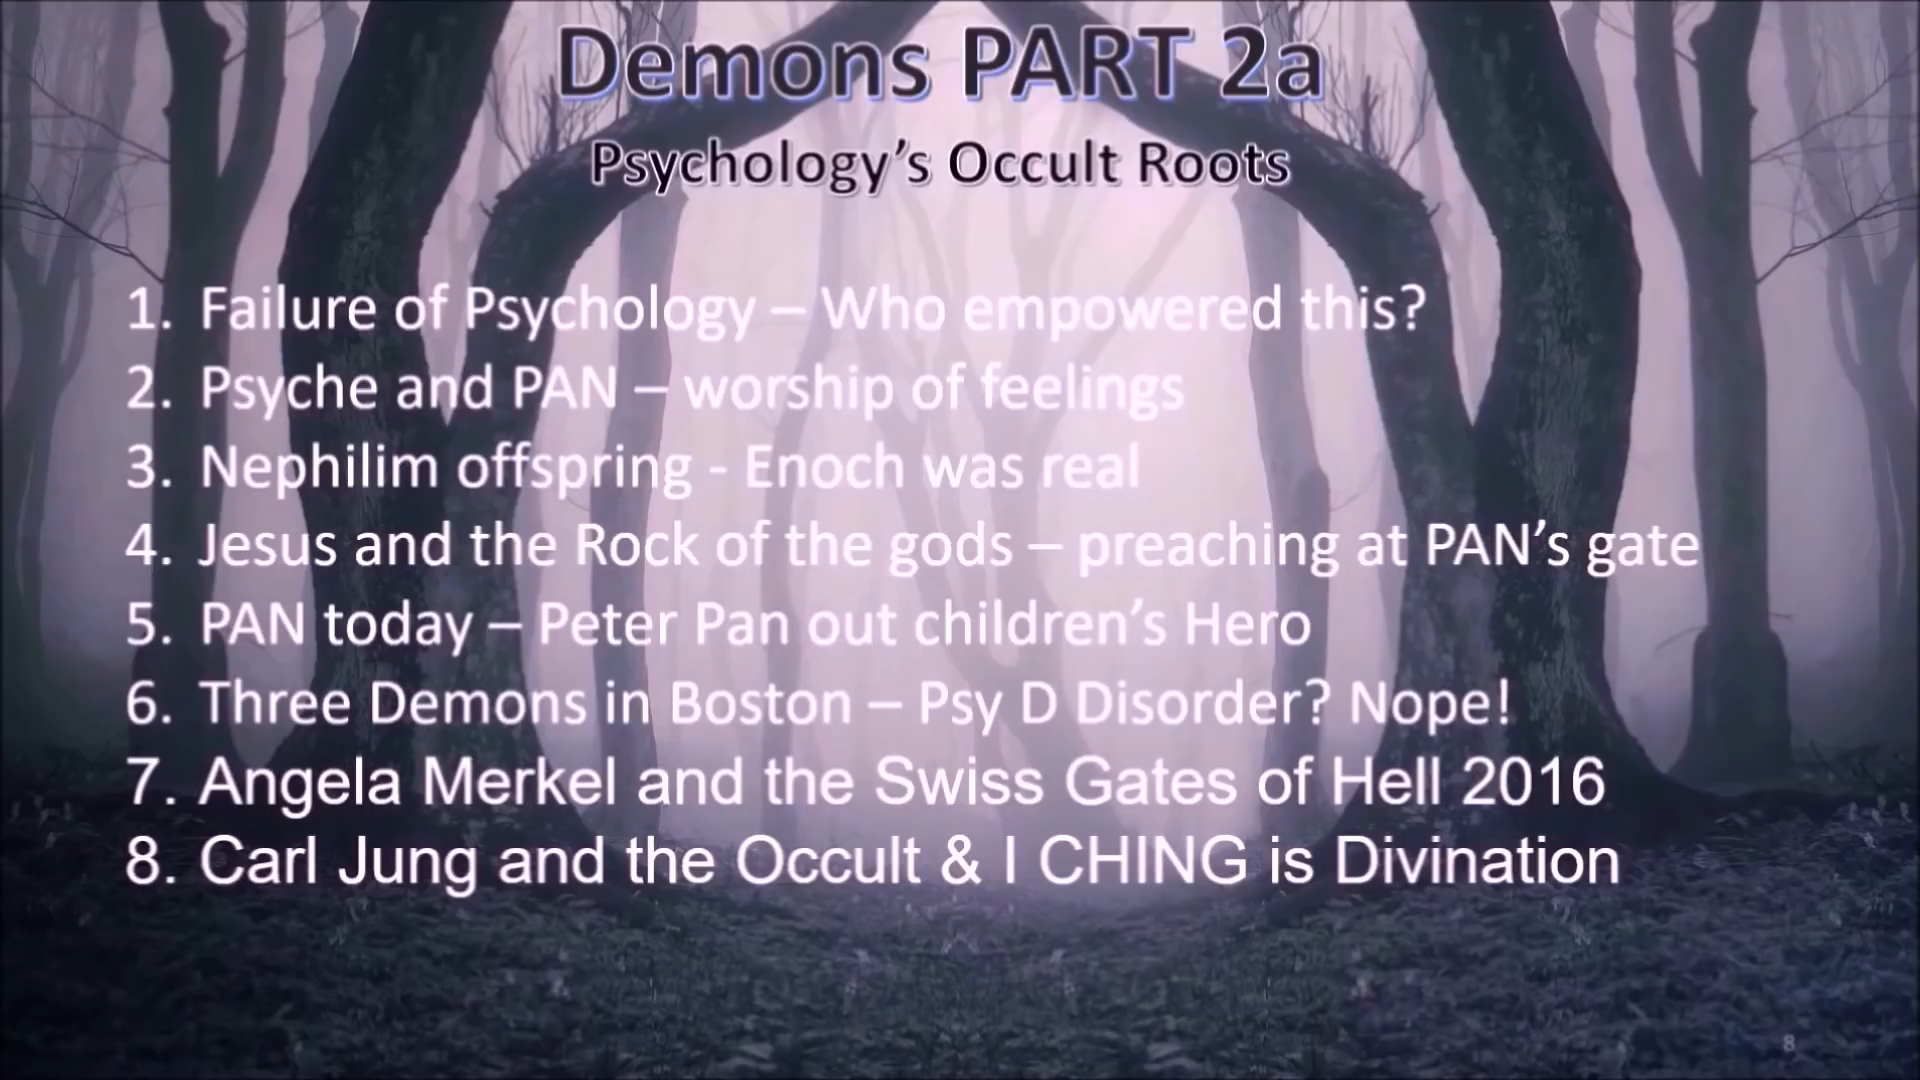 Demons PART 2a
Psychology's Occult Roots
1. Failure of Psychology – Who empowered this?
2. Psyche and PAN – worship of feelings
3. Nephilim offspring - Enoch was real
4. Jesus and the Rock of the gods – preaching at PAN's gate
5. PAN today – Peter Pan out children's Hero
6. Three Demons in Boston – Psy D Disorder? Nope!
7. Angela Merkel and the Swiss Gates of Hell 2016
8. Carl Jung and the Occult & I CHING is Divination
8